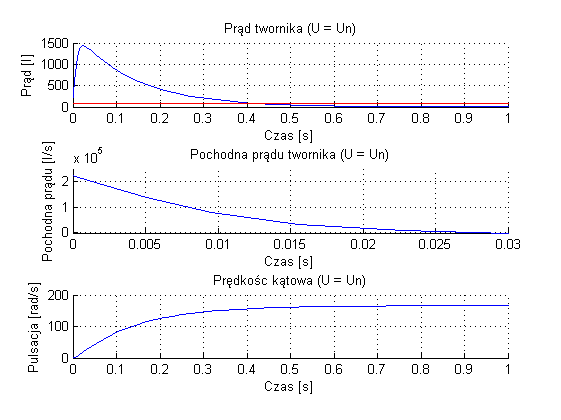 Prąd twornika (U = Un)
1500
1000
500
0
Prąd [I]
0 0.1 0.2 0.3 0.4 0.5 0.6 0.7 0.8 0.9 1
Czas [s]
Pochodna prądu twornika (U = Un)
x 10^5
2
1
0
Pochodna prądu [I/s]
0 0.005 0.01 0.015 0.02 0.025 0.03
Czas [s]
Prędkośc kątowa (U = Un)
200
100
0
Pulsacja [rad/s]
0 0.1 0.2 0.3 0.4 0.5 0.6 0.7 0.8 0.9 1
Czas [s]